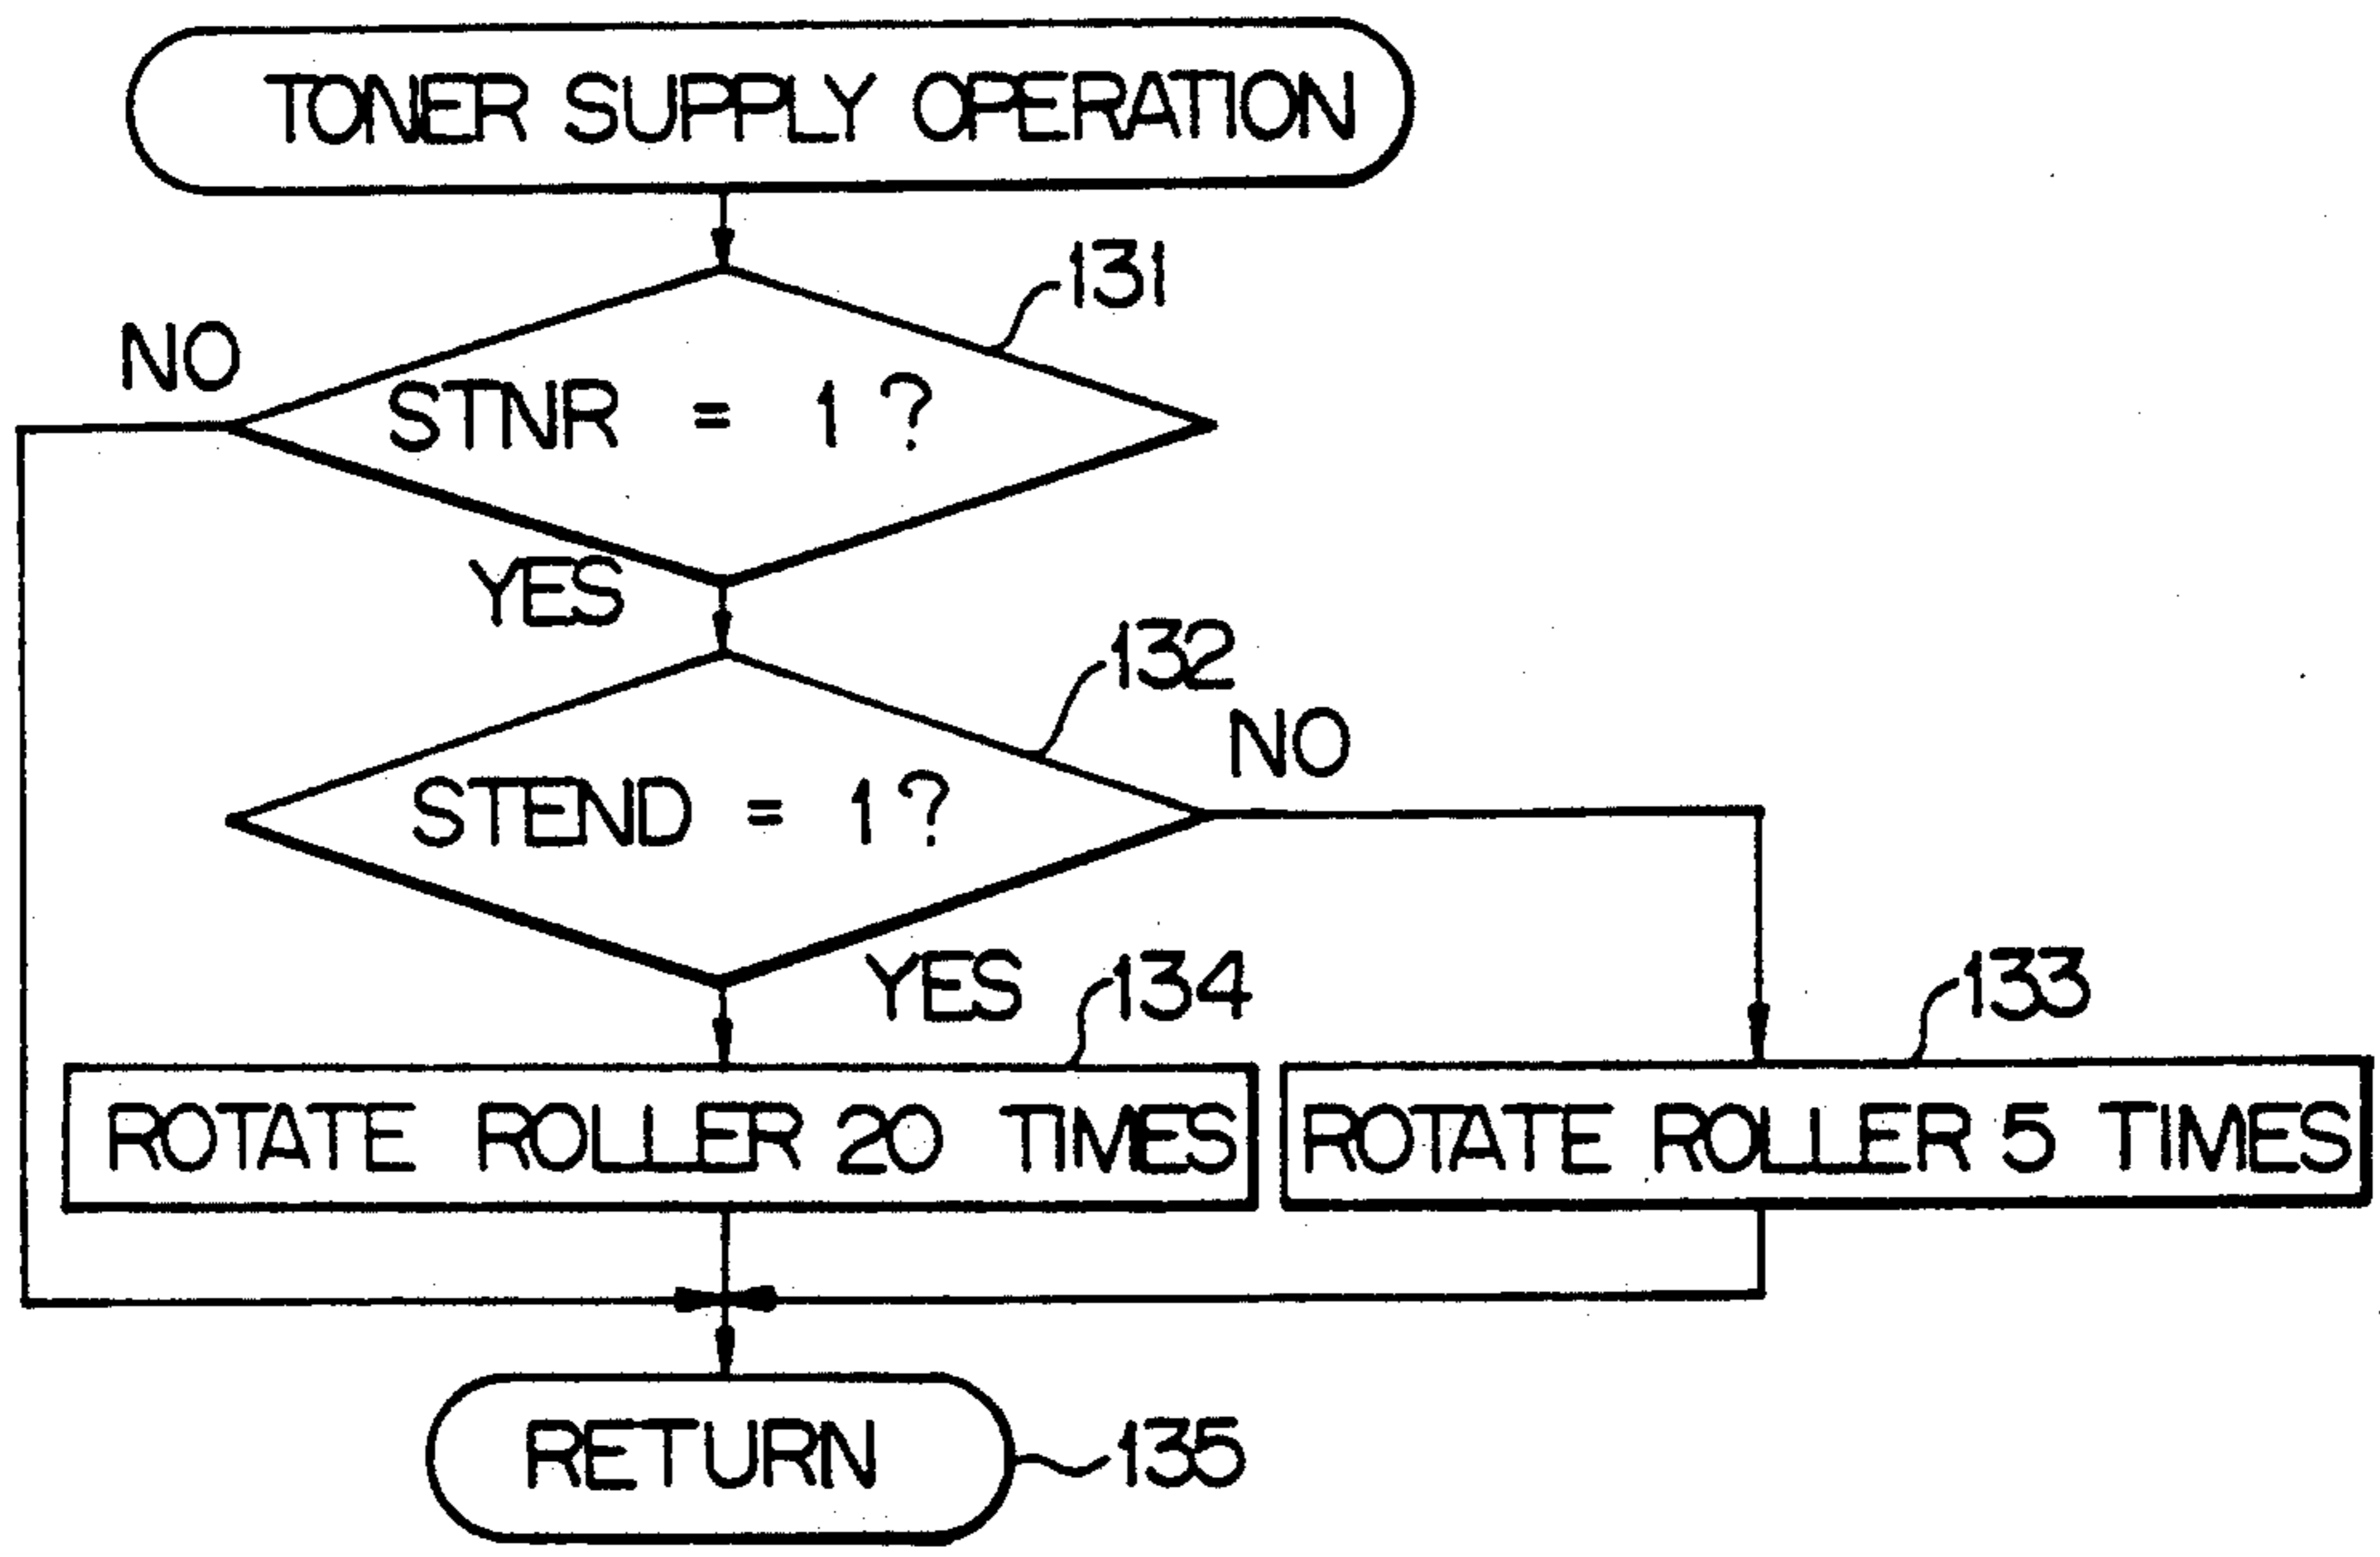 TONER SUPPLY OPERATION
131
NO
STNR = 1 ?
YES
132
NO
STEND = 1 ?
YES
134
133
ROTATE ROLLER 20 TIMES
ROTATE ROLLER 5 TIMES
RETURN
135